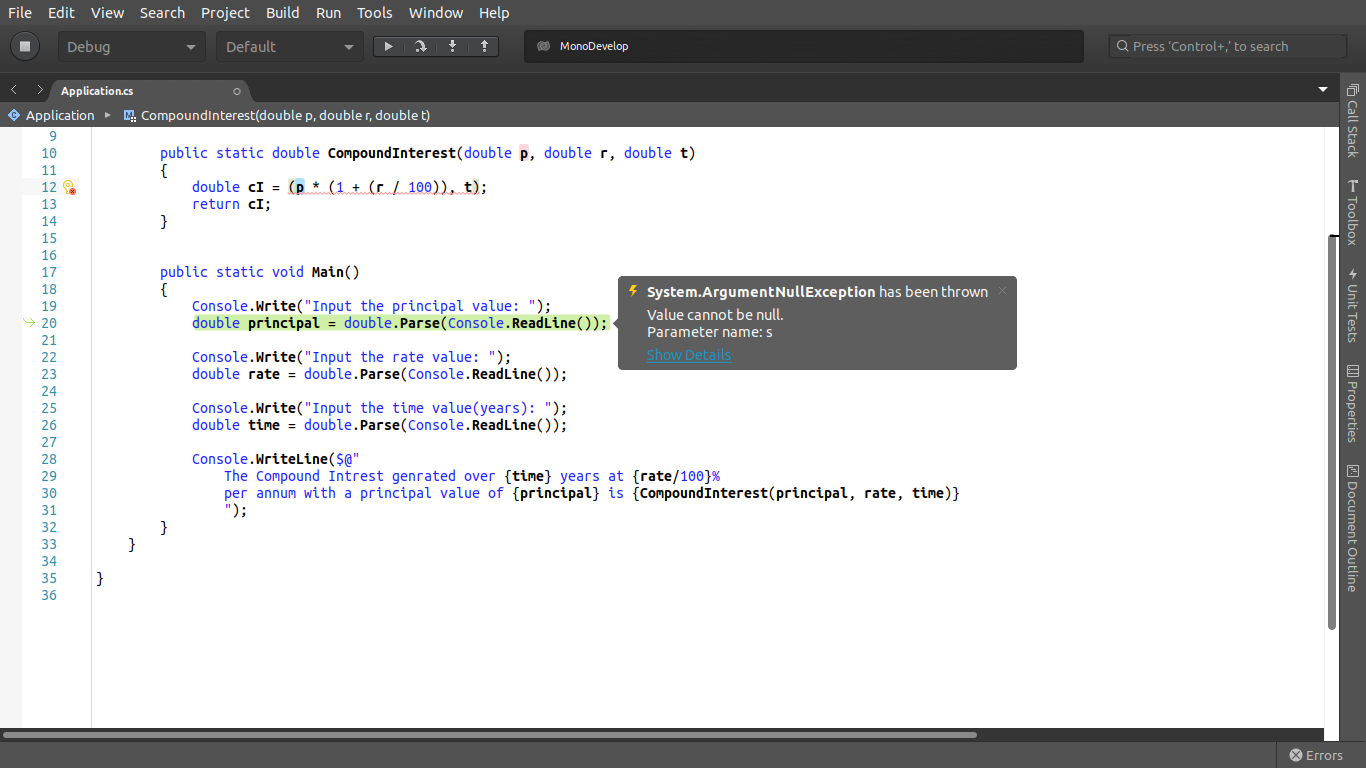 File Edit View Search Project Build Run Tools Window Help
Debug Default MonoDevelop Press 'Control+,' to search
Application.cs
Application CompoundInterest(double p, double r, double t)
9
10 public static double CompoundInterest(double p, double r, double t)
11 {
12 double cI = (p * (1 + (r / 100)), t);
13 return cI;
14 }
15
16
17 public static void Main()
18 {
19 Console.Write("Input the principal value: ");
20 double principal = double.Parse(Console.ReadLine());
21
22 Console.Write("Input the rate value: ");
23 double rate = double.Parse(Console.ReadLine());
24
25 Console.Write("Input the time value(years): ");
26 double time = double.Parse(Console.ReadLine());
27
28 Console.WriteLine($@"
29 The Compound Intrest genrated over {time} years at {rate/100}%
30 per annum with a principal value of {principal} is {CompoundInterest(principal, rate, time)}
31 ");
32 }
33 }
34
35 }
36
System.ArgumentNullException has been thrown
Value cannot be null.
Parameter name: s
Show Details
Call Stack
Toolbox
Unit Tests
Properties
Document Outline
Errors